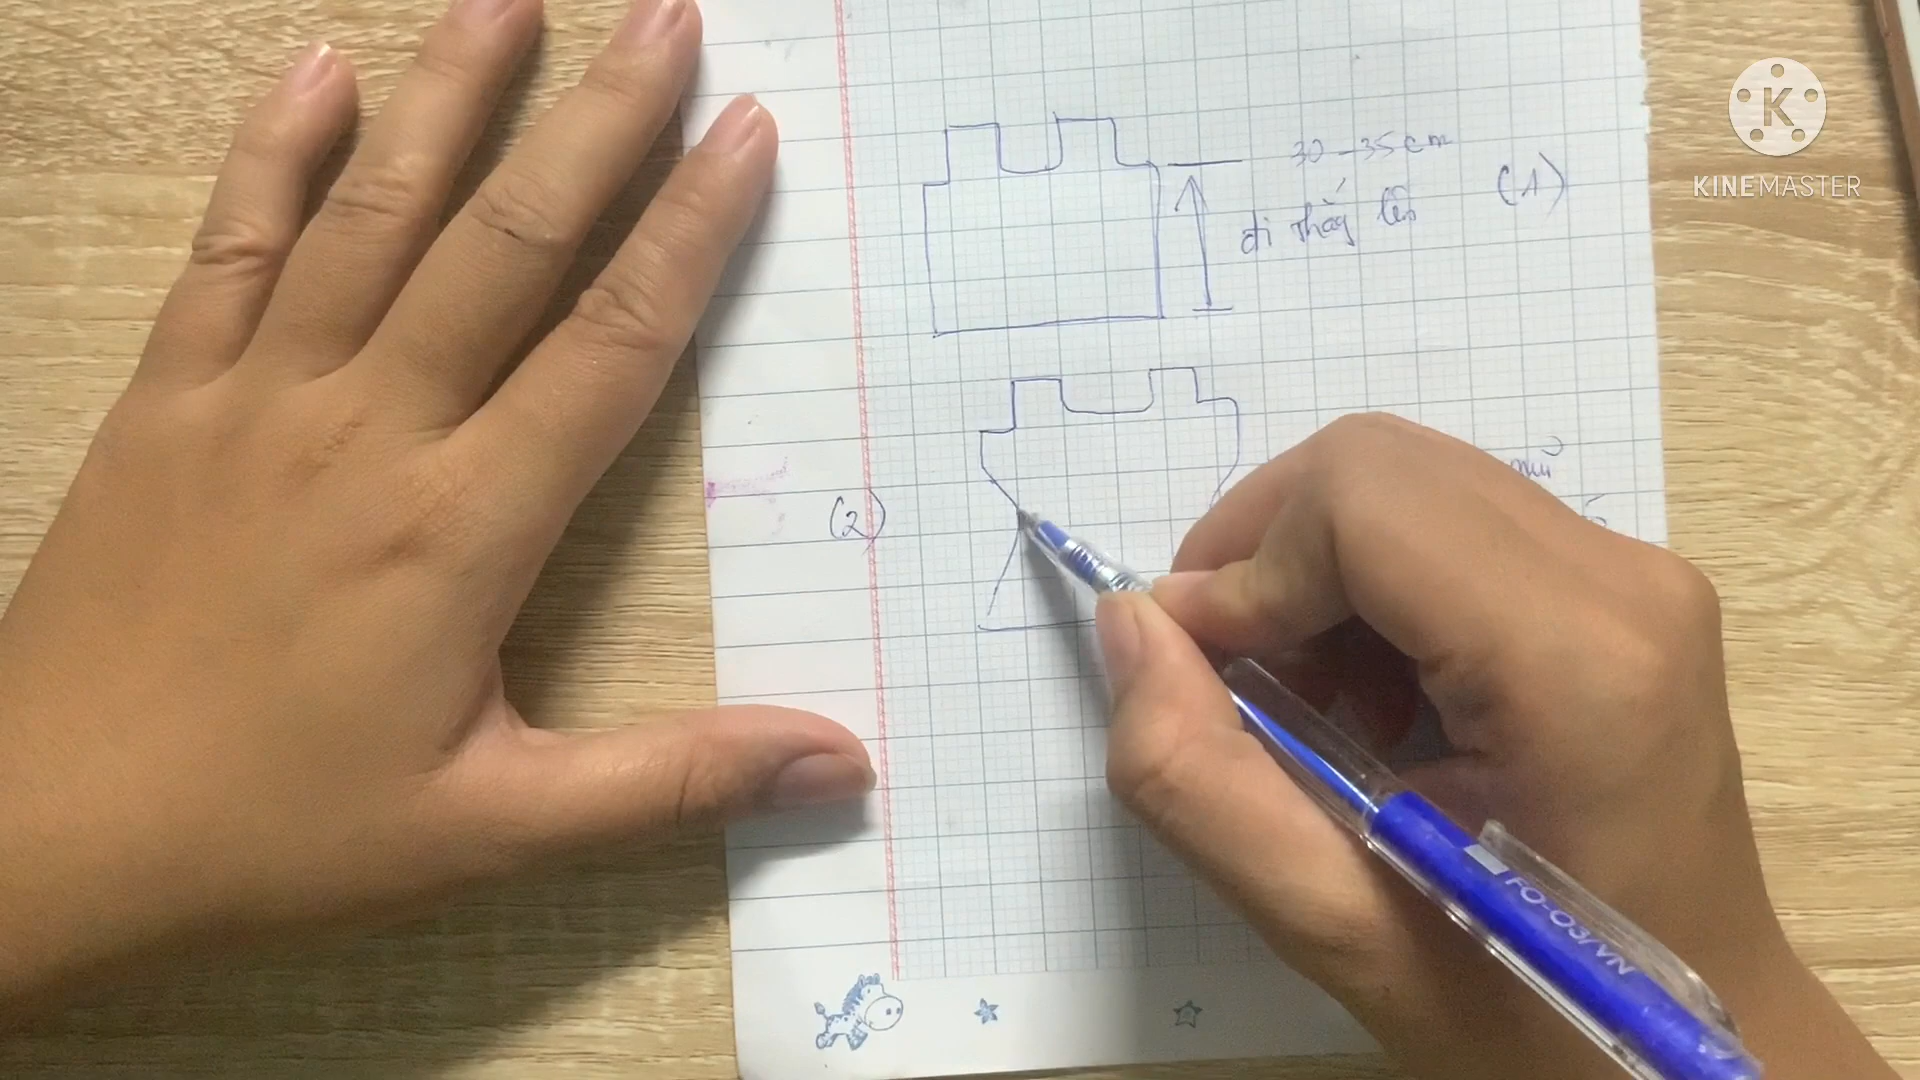 30-35 cm
đi thẳng lên
(1)
(2)
FO-03/VN
KINEMASTER